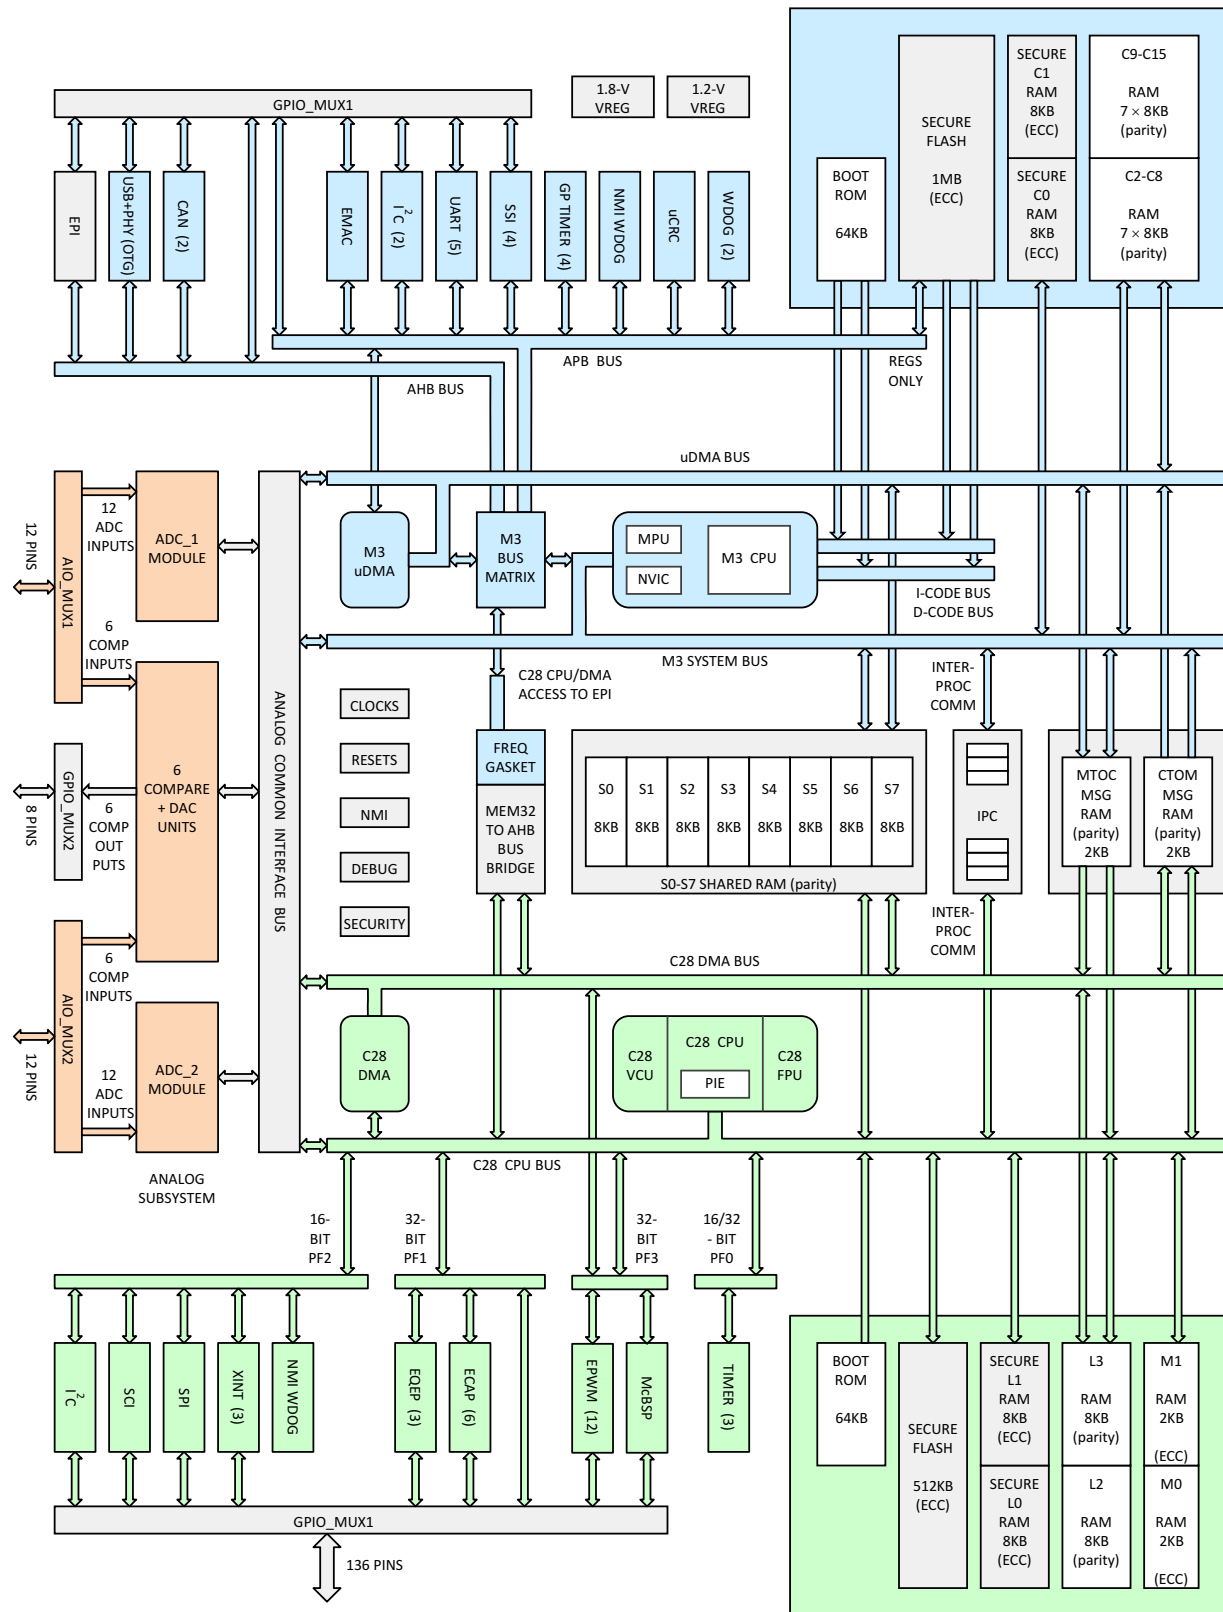 GPIO_MUX1
1.8-V
VREG
1.2-V
VREG
SECURE
FLASH
1MB
(ECC)
SECURE
C1
RAM
8KB
(ECC)
C9-C15
RAM
7 × 8KB
(parity)
EPI
USB+PHY (OTG)
CAN (2)
EMAC
I2C (2)
UART (5)
SSI (4)
GP TIMER (4)
NMI WDOG
uCRC
WDOG (2)
BOOT
ROM
64KB
SECURE
C0
RAM
8KB
(ECC)
C2-C8
RAM
7 × 8KB
(parity)
APB BUS
REGS
ONLY
AHB BUS
uDMA BUS
12 PINS
AIO_MUX1
12
ADC
INPUTS
ADC_1
MODULE
6
COMP
INPUTS
M3
uDMA
M3
BUS
MATRIX
MPU
NVIC
M3 CPU
I-CODE BUS
D-CODE BUS
M3 SYSTEM BUS
C28 CPU/DMA
ACCESS TO EPI
INTER-
PROC
COMM
ANALOG COMMON INTERFACE BUS
CLOCKS
RESETS
NMI
DEBUG
SECURITY
8 PINS
GPIO_MUX2
6
COMP
OUT
PUTS
6
COMPARE
+ DAC
UNITS
FREQ
GASKET
MEM32
TO AHB
BUS
BRIDGE
S0
8KB
S1
8KB
S2
8KB
S3
8KB
S4
8KB
S5
8KB
S6
8KB
S7
8KB
S0-S7 SHARED RAM (parity)
IPC
MTOC
MSG
RAM
(parity)
2KB
CTOM
MSG
RAM
(parity)
2KB
INTER-
PROC
COMM
C28 DMA BUS
6
COMP
INPUTS
AIO_MUX2
12 PINS
12
ADC
INPUTS
ADC_2
MODULE
C28
DMA
C28
VCU
C28 CPU
PIE
C28
FPU
C28 CPU BUS
ANALOG
SUBSYSTEM
16-
BIT
PF2
32-
BIT
PF1
32-
BIT
PF3
16/32
- BIT
PF0
I2C
SCI
SPI
XINT (3)
NMI WDOG
EQEP (3)
ECAP (6)
EPWM (12)
McBSP
TIMER (3)
BOOT
ROM
64KB
SECURE
FLASH
512KB
(ECC)
SECURE
L1
RAM
8KB
(ECC)
L3
RAM
8KB
(parity)
M1
RAM
2KB
(ECC)
SECURE
L0
RAM
8KB
(ECC)
L2
RAM
8KB
(parity)
M0
RAM
2KB
(ECC)
GPIO_MUX1
136 PINS